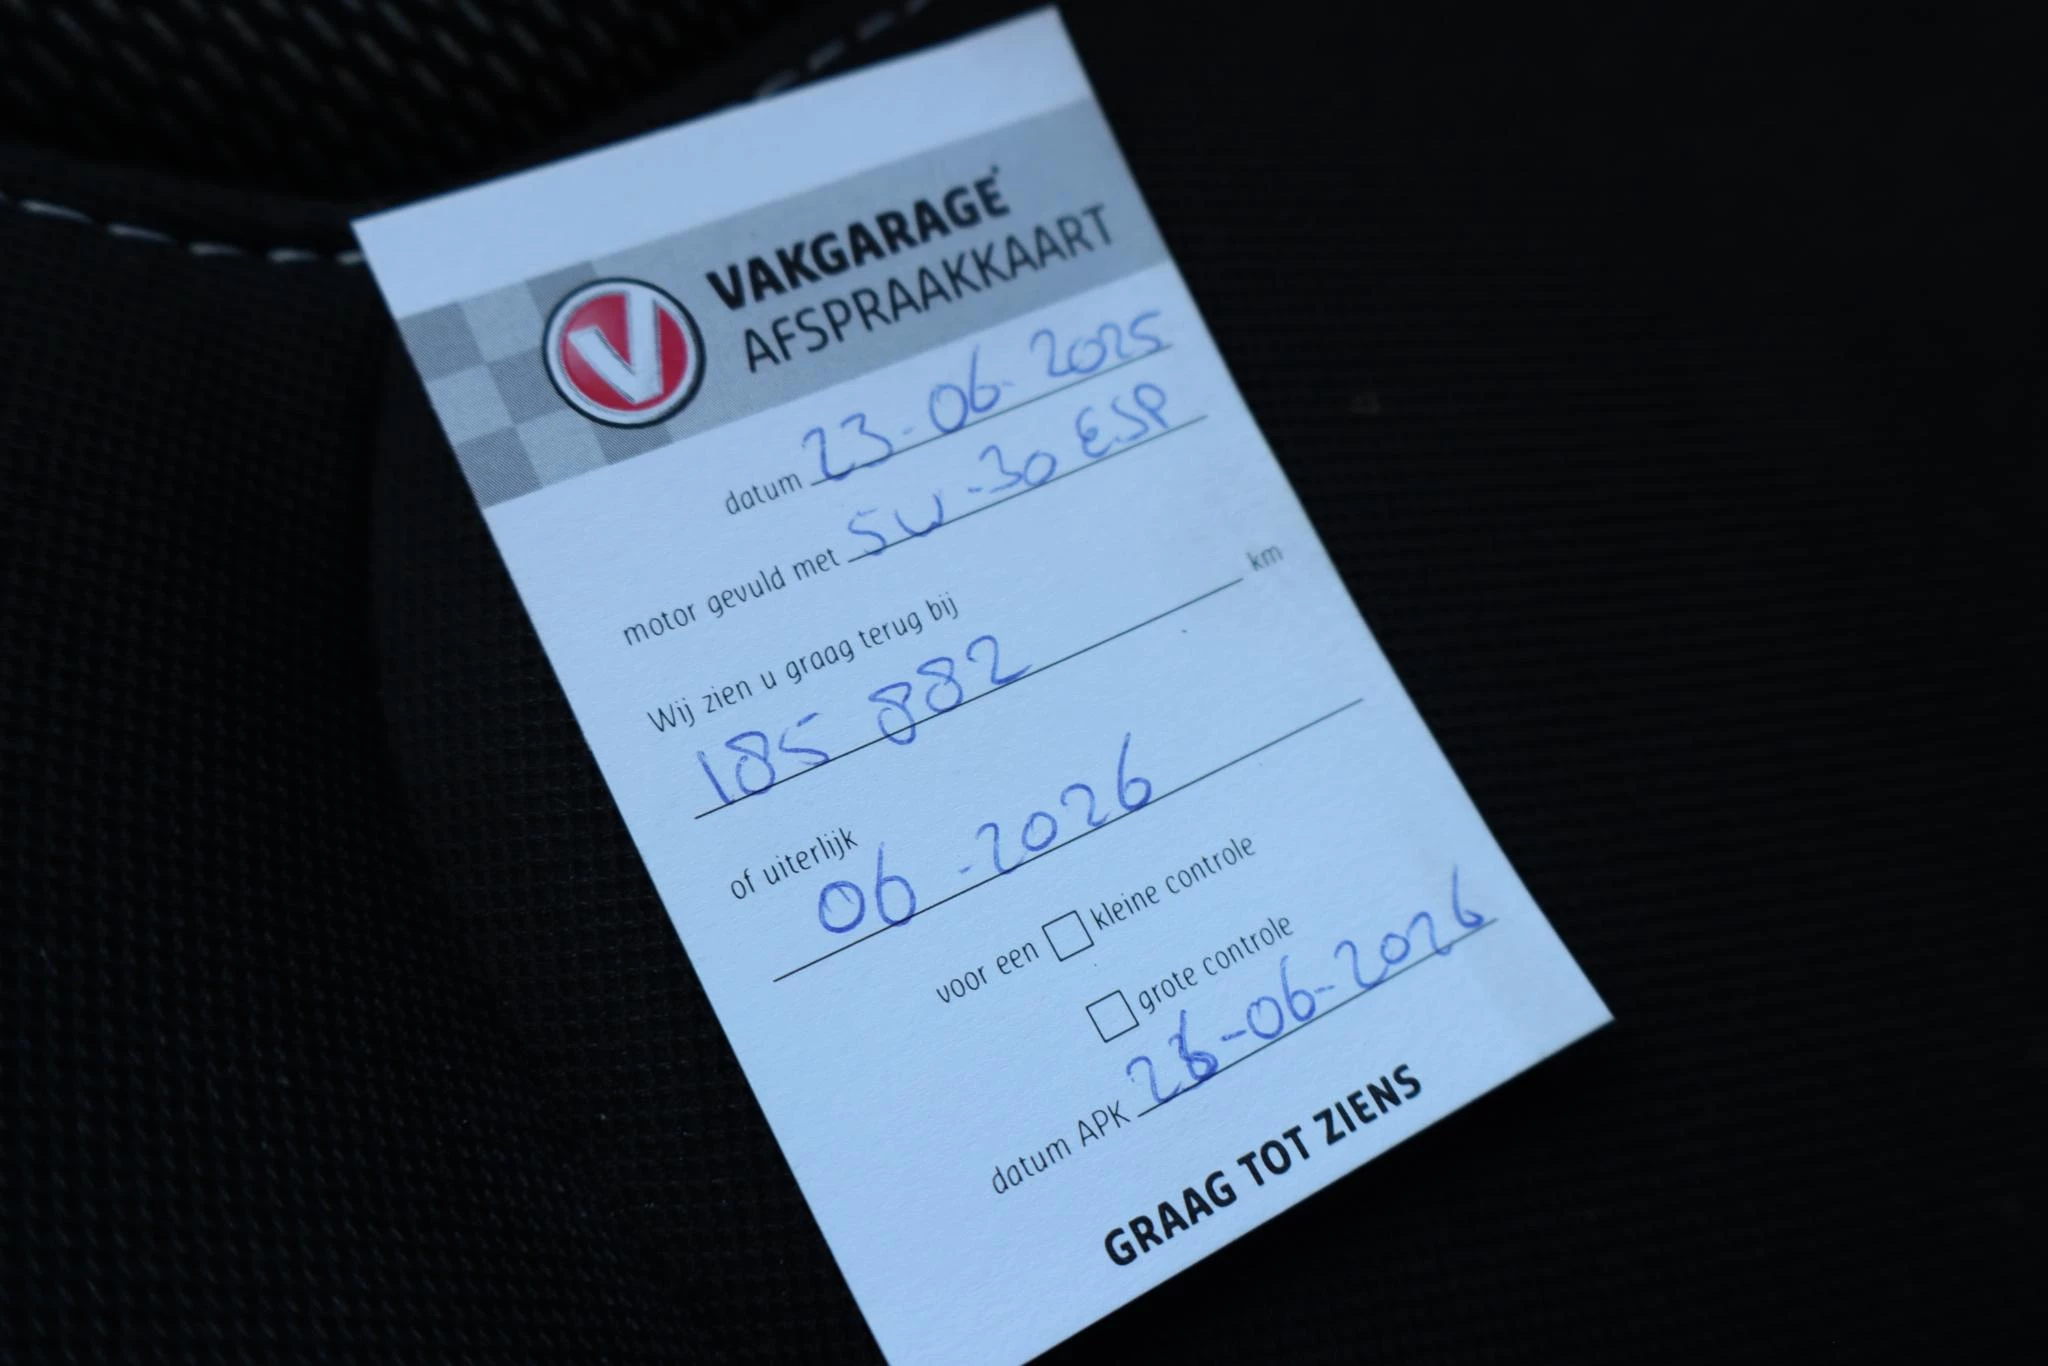 VAKGARAGE
AFSPRAAKKAART
datum 23-06-2025
motor gevuld met 5W-30 ESP
Wij zien u graag terug bij
185 882 km
of uiterlijk
06-2026
voor een kleine controle
grote controle
datum APK -06-2026
GRAAG TOT ZIENS